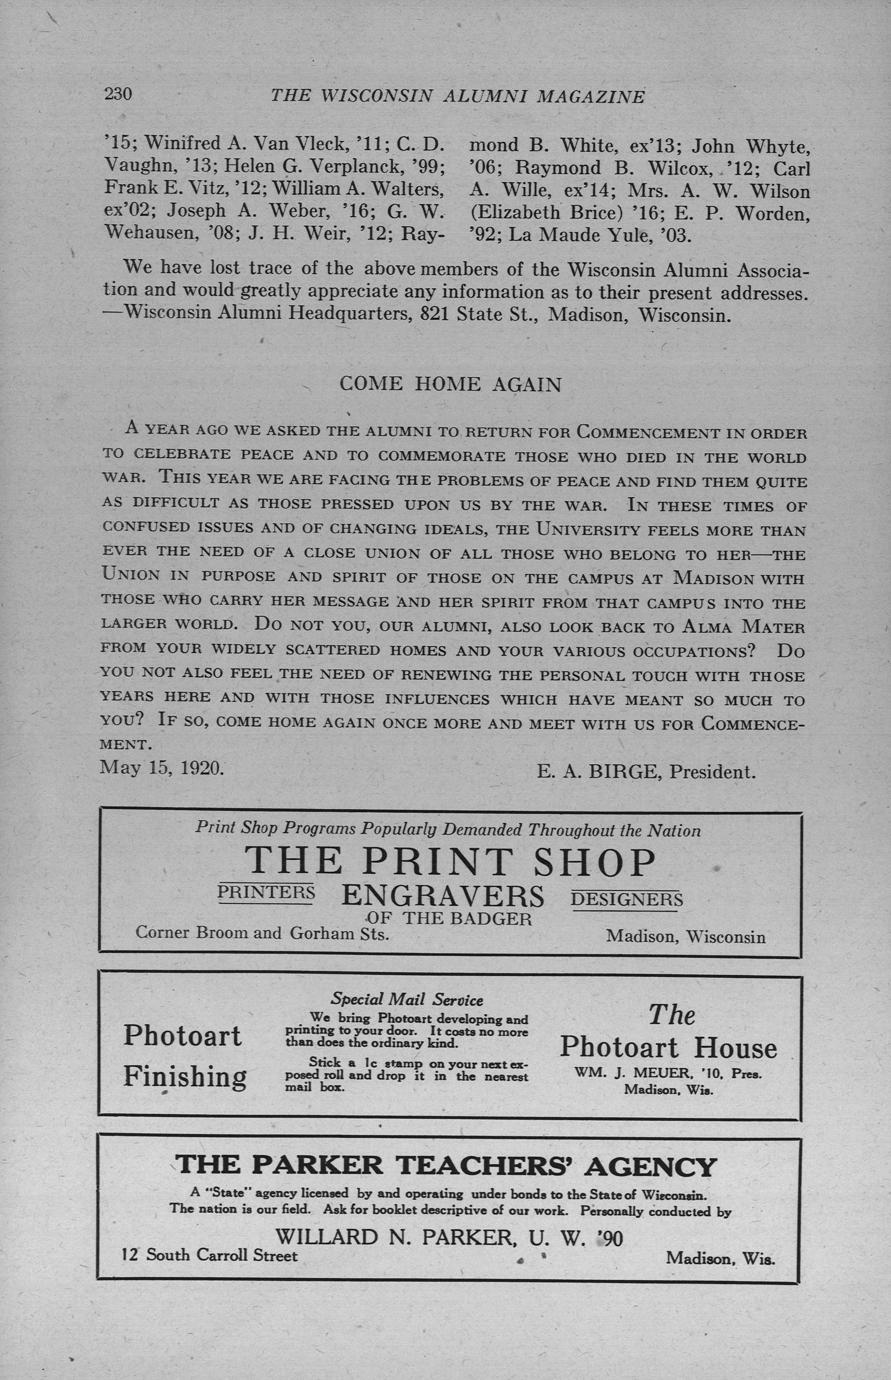 230 THE WISCONSIN ALUMNI MAGAZINE
’15; Winifred A. Van Vleck, ’11; C. D.
Vaughn, ’13; Helen G. Verplanck, ’99;
Frank E. Vitz, ’12; William A. Walters,
ex’02; Joseph A. Weber, ’16; G. W.
Wehausen, ’08; J. H. Weir, ’12; Ray-
mond B. White, ex’13; John Whyte,
’06; Raymond B. Wilcox, ’12; Carl
A. Wille, ex’14; Mrs. A. W. Wilson
(Elizabeth Brice) ’16; E. P. Worden,
’92; La Maude Yule, ’03.
We have lost trace of the above members of the Wisconsin Alumni Associa-
tion and would greatly appreciate any information as to their present addresses.
—Wisconsin Alumni Headquarters, 821 State St., Madison, Wisconsin.
COME HOME AGAIN
A YEAR AGO WE ASKED THE ALUMNI TO RETURN FOR COMMENCEMENT IN ORDER
TO CELEBRATE PEACE AND TO COMMEMORATE THOSE WHO DIED IN THE WORLD
WAR. THIS YEAR WE ARE FACING THE PROBLEMS OF PEACE AND FIND THEM QUITE
AS DIFFICULT AS THOSE PRESSED UPON US BY THE WAR. IN THESE TIMES OF
CONFUSED ISSUES AND OF CHANGING IDEALS, THE UNIVERSITY FEELS MORE THAN
EVER THE NEED OF A CLOSE UNION OF ALL THOSE WHO BELONG TO HER—THE
UNION IN PURPOSE AND SPIRIT OF THOSE ON THE CAMPUS AT MADISON WITH
THOSE WHO CARRY HER MESSAGE AND HER SPIRIT FROM THAT CAMPUS INTO THE
LARGER WORLD. DO NOT YOU, OUR ALUMNI, ALSO LOOK BACK TO ALMA MATER
FROM YOUR WIDELY SCATTERED HOMES AND YOUR VARIOUS OCCUPATIONS? DO
YOU NOT ALSO FEEL THE NEED OF RENEWING THE PERSONAL TOUCH WITH THOSE
YEARS HERE AND WITH THOSE INFLUENCES WHICH HAVE MEANT SO MUCH TO
YOU? IF SO, COME HOME AGAIN ONCE MORE AND MEET WITH US FOR COMMENCE-
MENT.
May 15, 1920. E. A. BIRGE, President.
Print Shop Programs Popularly Demanded Throughout the Nation
THE PRINT SHOP
PRINTERS ENGRAVERS DESIGNERS
OF THE BADGER
Corner Broom and Gorham Sts. Madison, Wisconsin
Photoart
Finishing
Special Mail Service
We bring Photoart developing and
printing to your door. It costs no more
than does the ordinary kind.
Stick a 1c stamp on your next ex-
posed roll and drop it in the nearest
mail box.
The
Photoart House
WM. J. MEUER, ’10, Pres.
Madison, Wis.
THE PARKER TEACHERS’ AGENCY
A “State” agency licensed by and operating under bonds to the State of Wisconsin.
The nation is our field. Ask for booklet descriptive of our work. Personally conducted by
WILLARD N. PARKER, U. W. ’90
12 South Carroll Street Madison, Wis.